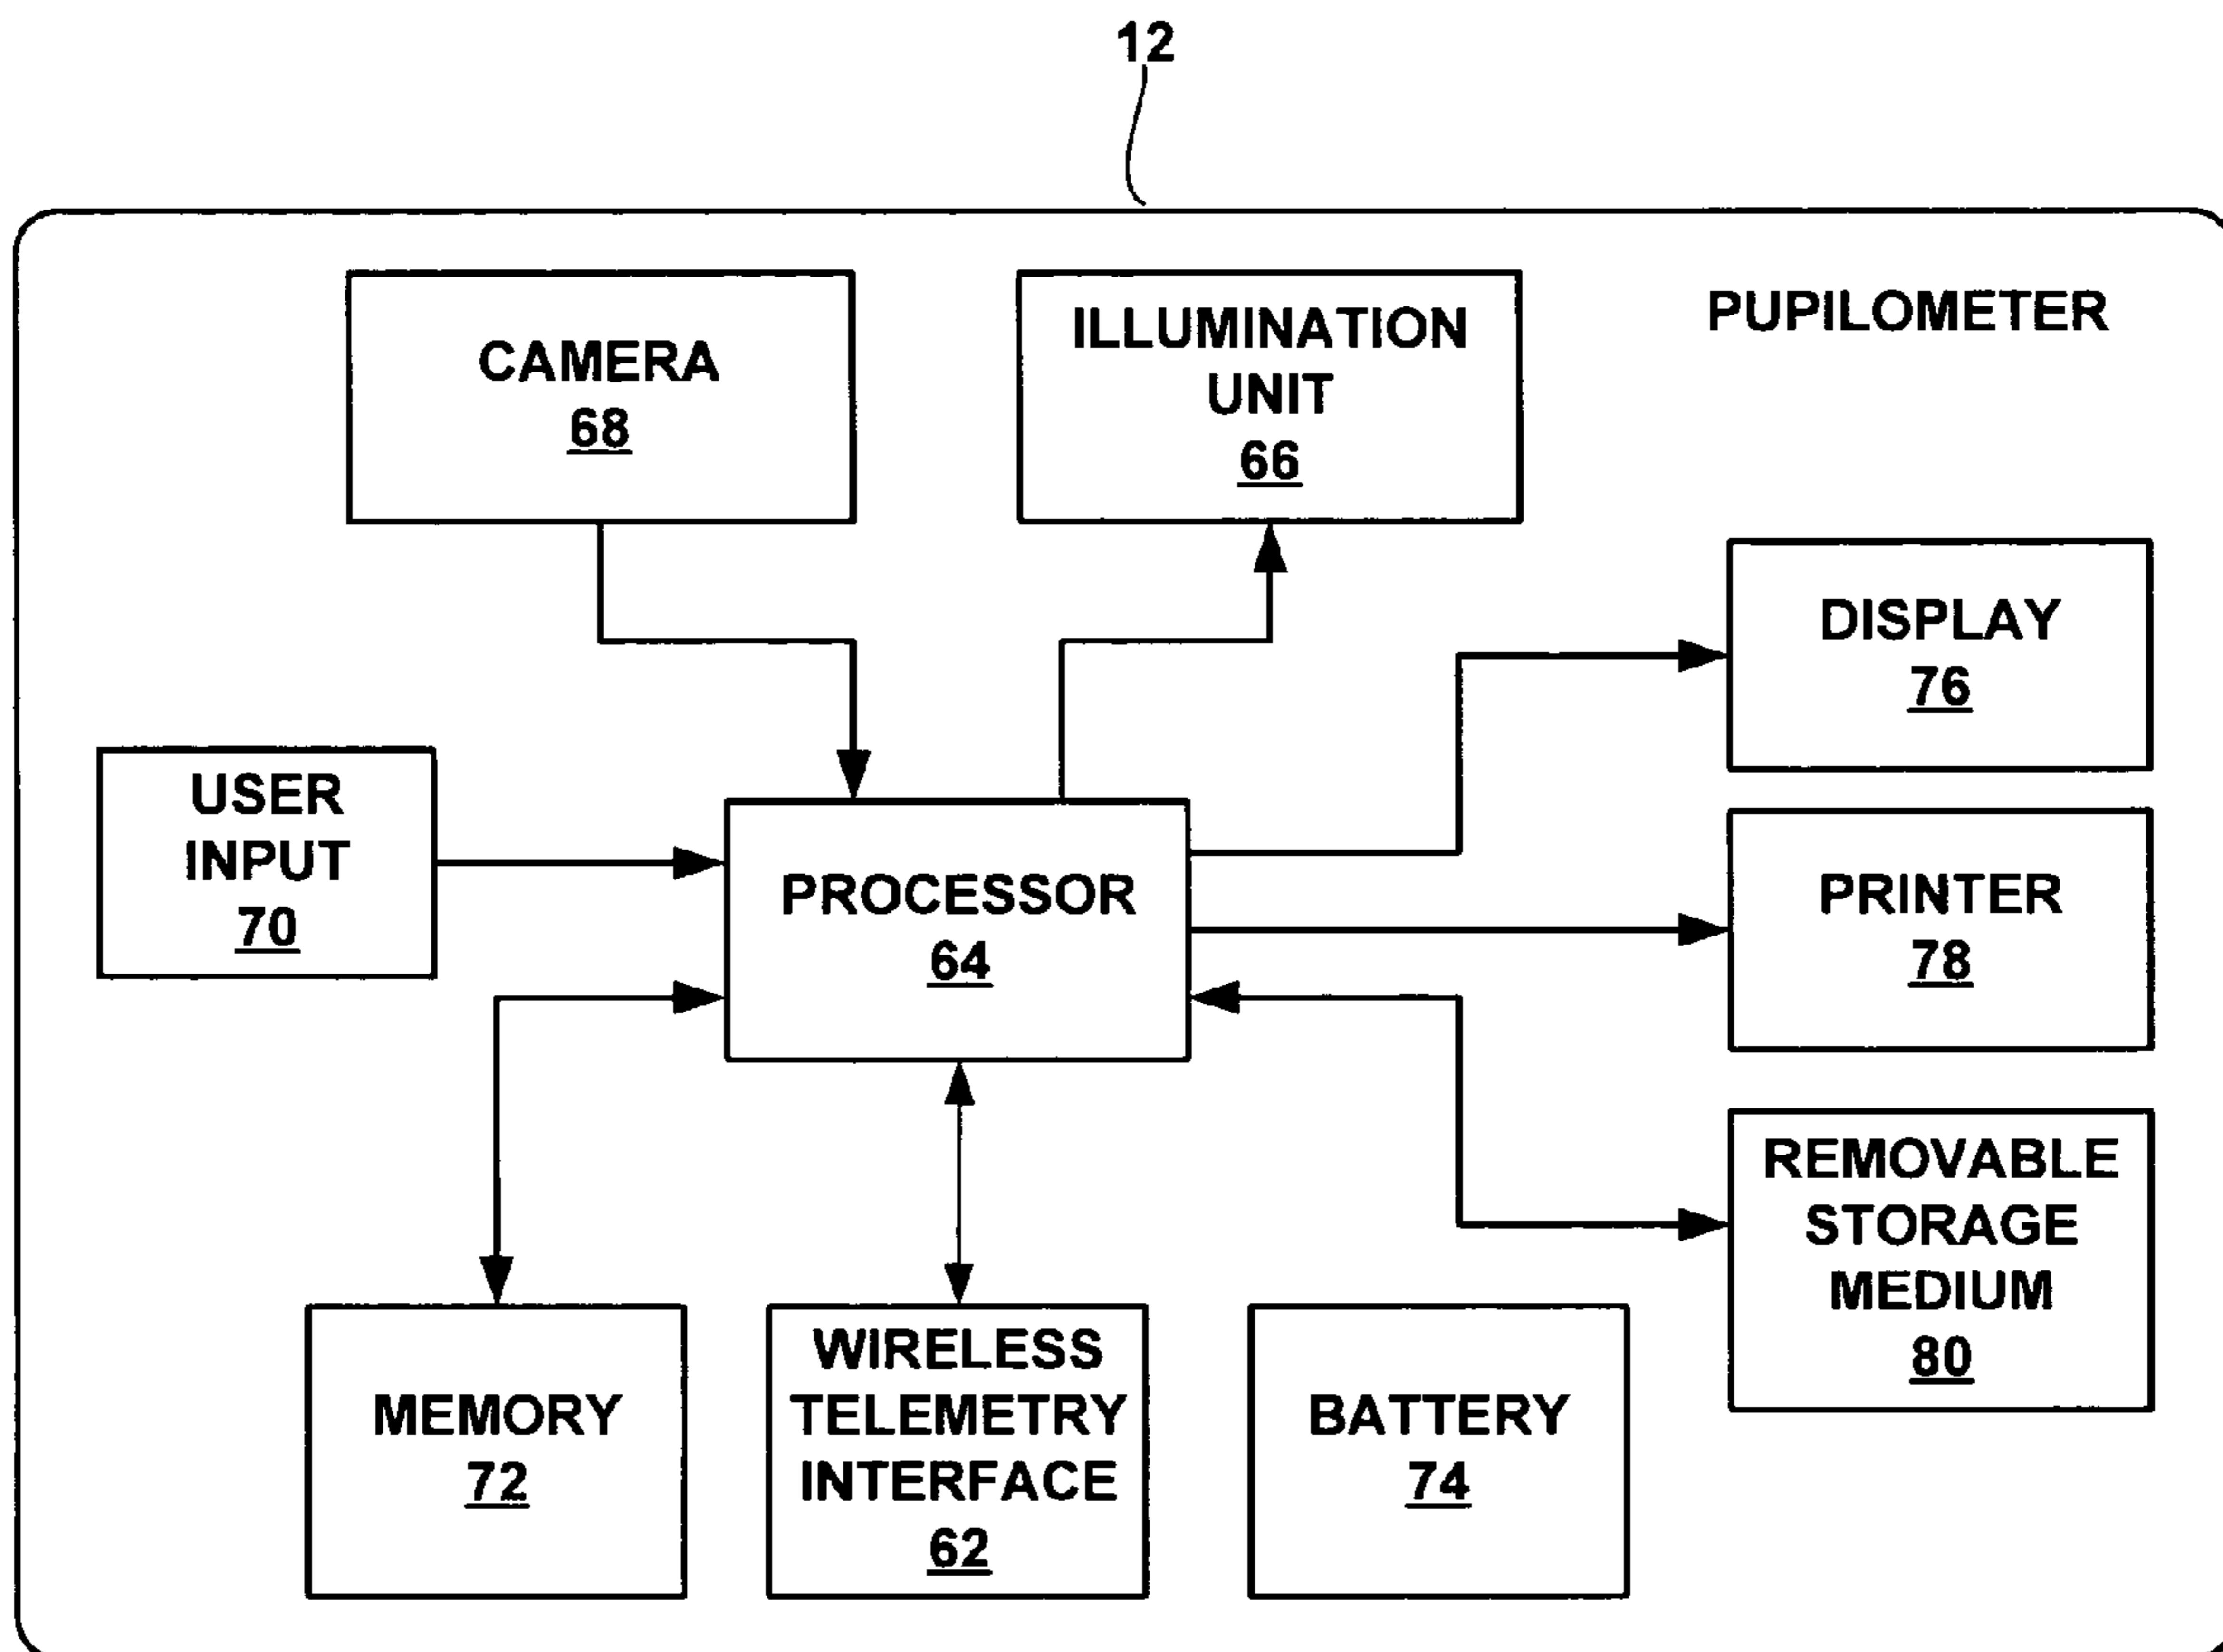 12
PUPILOMETER
CAMERA
68
ILLUMINATION
UNIT
66
DISPLAY
76
USER
INPUT
70
PROCESSOR
64
PRINTER
78
REMOVABLE
STORAGE
MEDIUM
80
MEMORY
72
WIRELESS
TELEMETRY
INTERFACE
62
BATTERY
74